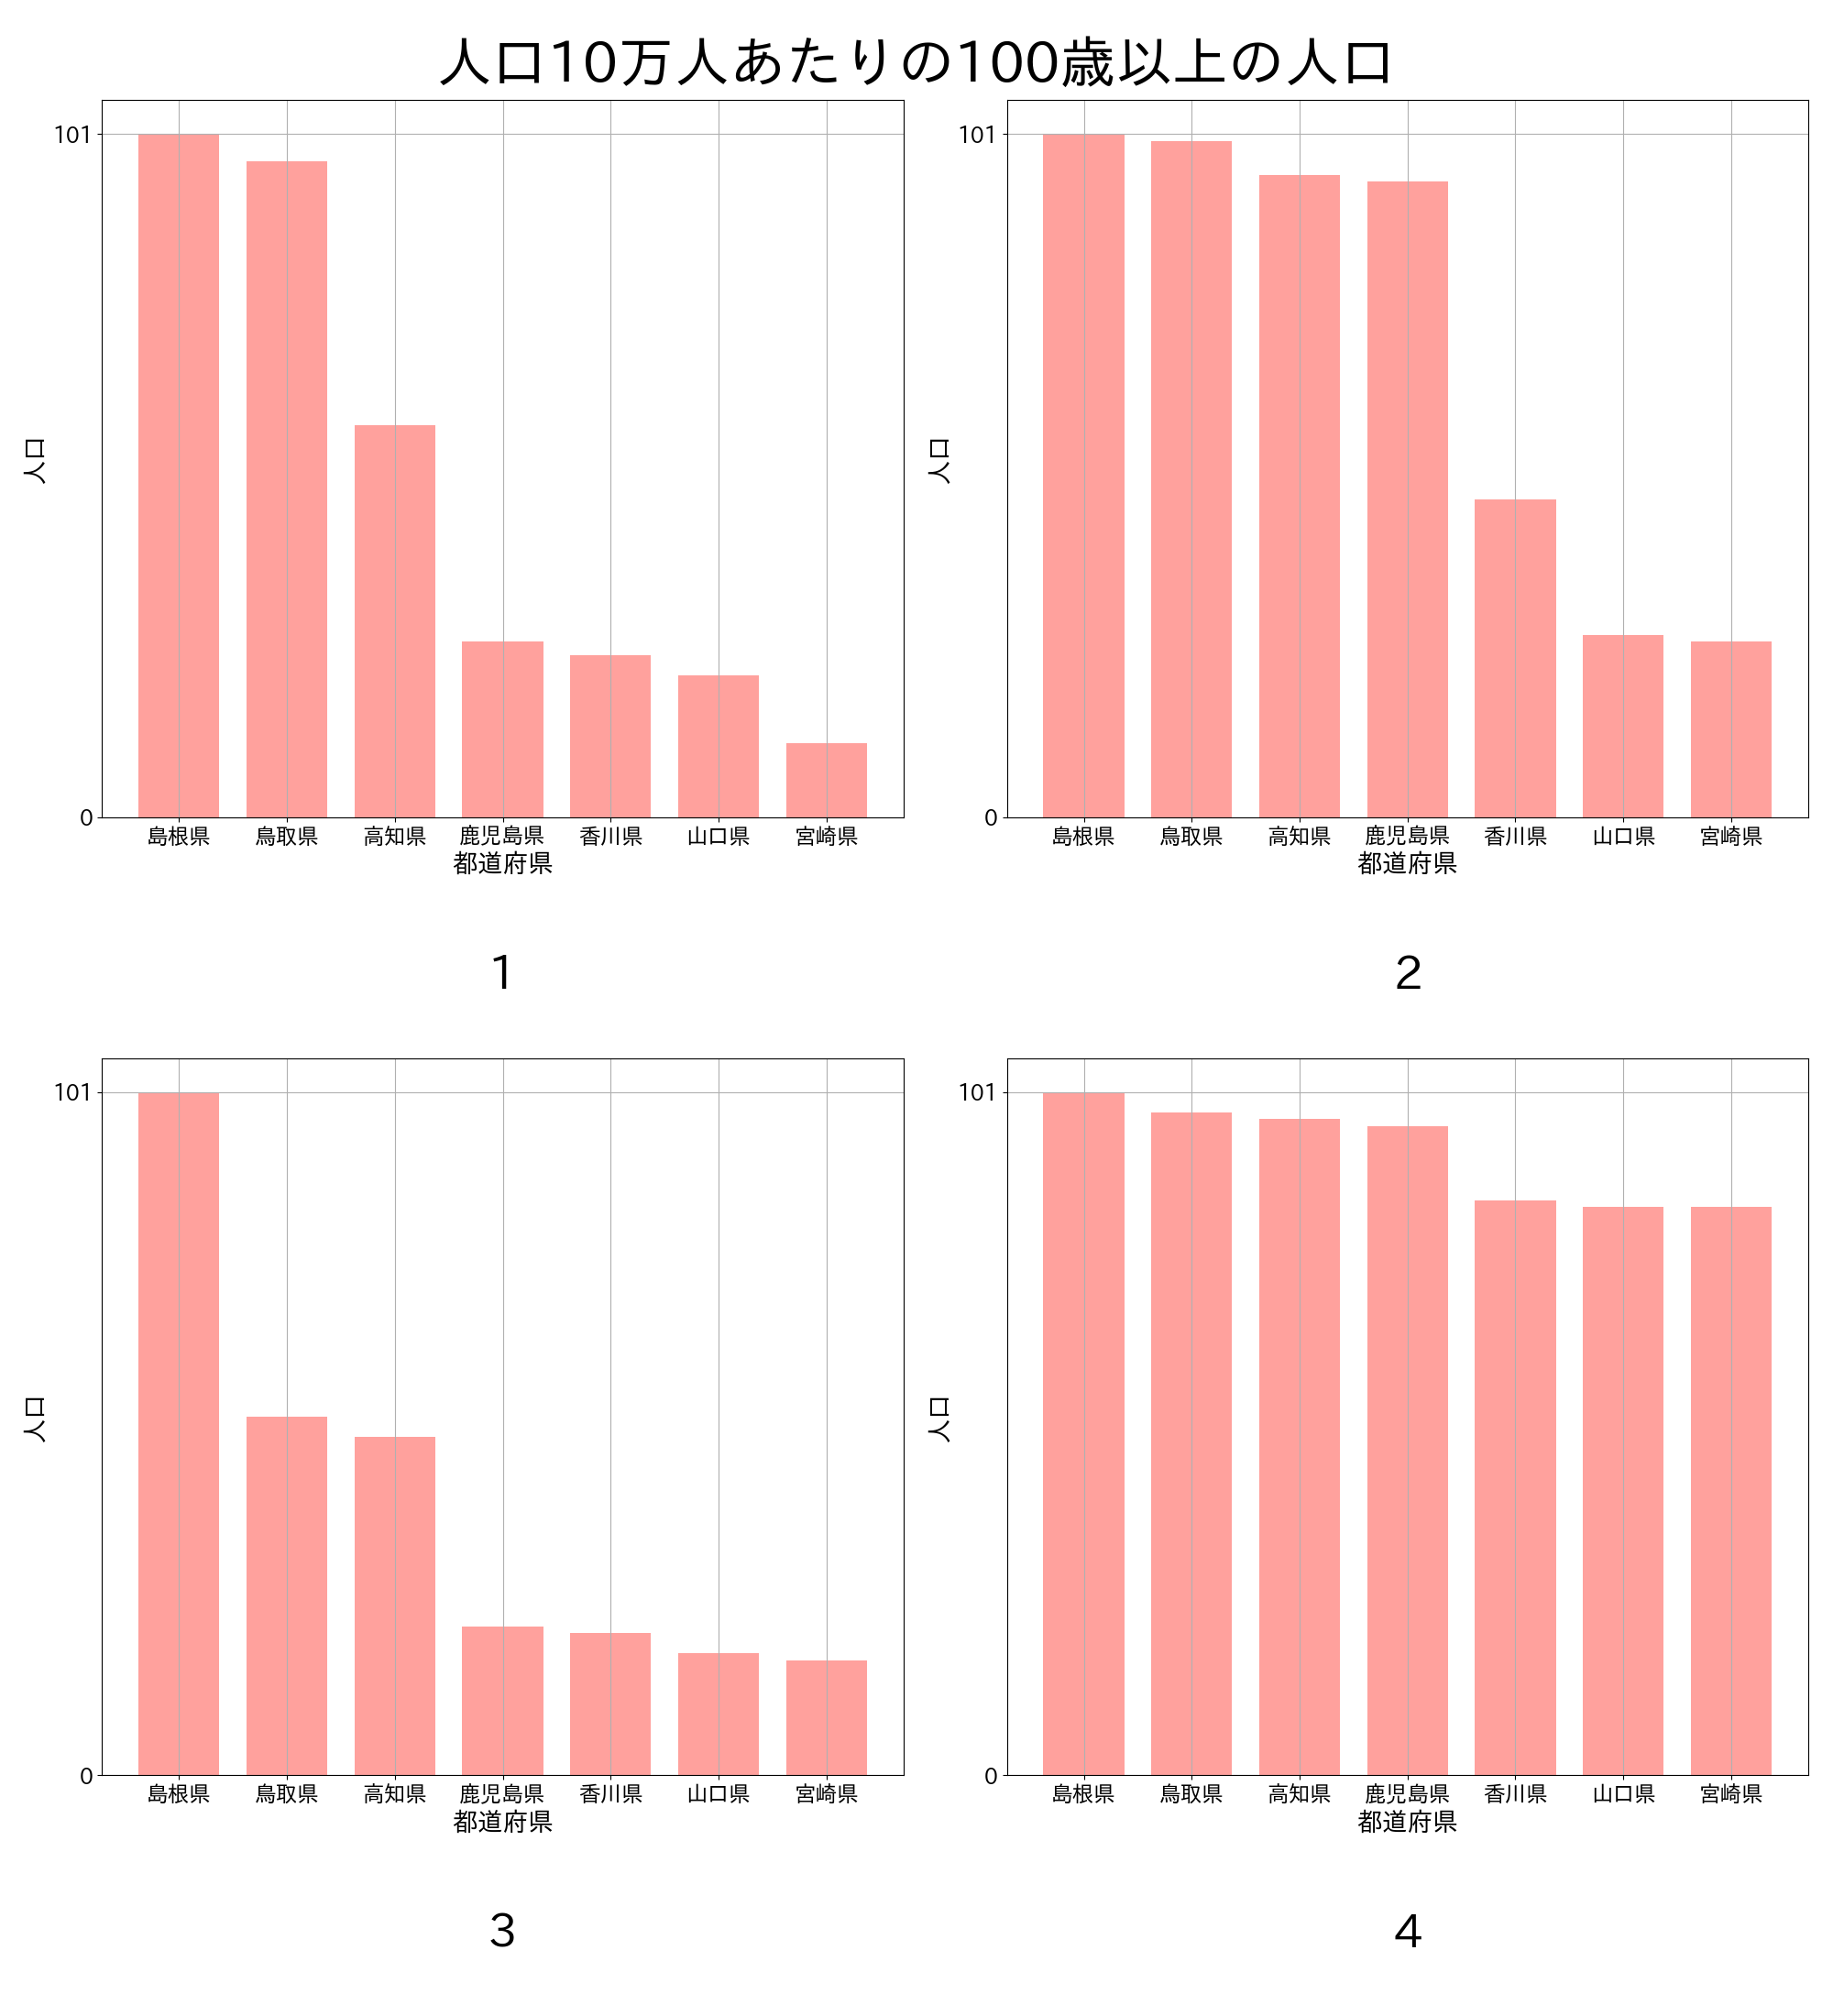 人口10万人あたりの100歳以上の人口
101
0
人口
島根県 鳥取県 高知県 鹿児島県 香川県 山口県 宮崎県
都道府県
1
101
0
人口
島根県 鳥取県 高知県 鹿児島県 香川県 山口県 宮崎県
都道府県
2
101
0
人口
島根県 鳥取県 高知県 鹿児島県 香川県 山口県 宮崎県
都道府県
3
101
0
人口
島根県 鳥取県 高知県 鹿児島県 香川県 山口県 宮崎県
都道府県
4